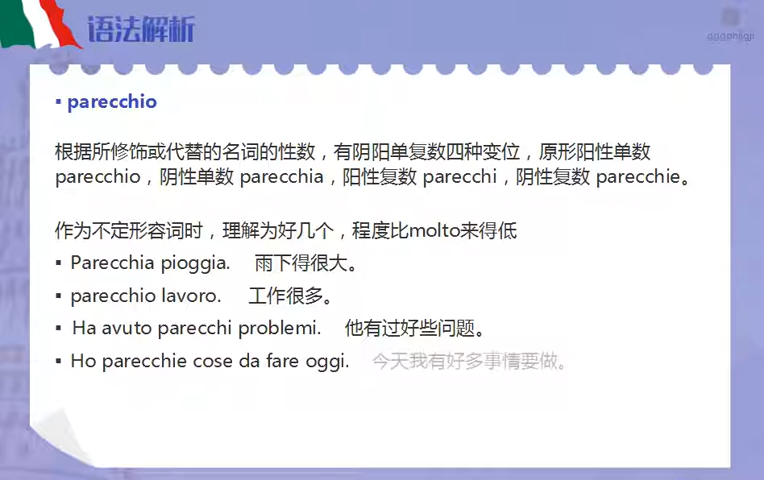 语法解析
▪ parecchio
根据所修饰或代替的名词的性数，有阴阳单复数四种变位，原形阳性单数
parecchio，阴性单数 parecchia，阳性复数 parecchi，阴性复数 parecchie。
作为不定形容词时，理解为好几个，程度比molto来得低
▪ Parecchia pioggia. 雨下得很大。
▪ parecchio lavoro. 工作很多。
▪ Ha avuto parecchi problemi. 他有过好些问题。
▪ Ho parecchie cose da fare oggi. 今天我有好多事情要做。